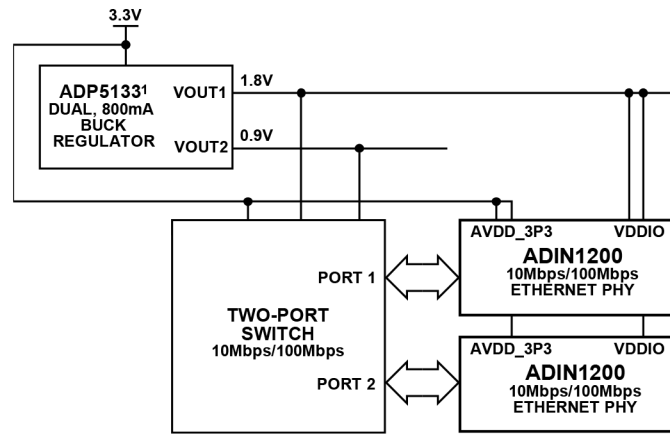 3.3V
ADP5133¹
DUAL, 800mA
BUCK
REGULATOR
VOUT1
1.8V
VOUT2
0.9V
AVDD_3P3 VDDIO
ADIN1200
10Mbps/100Mbps
ETHERNET PHY
PORT 1
TWO-PORT
SWITCH
10Mbps/100Mbps
PORT 2
AVDD_3P3 VDDIO
ADIN1200
10Mbps/100Mbps
ETHERNET PHY